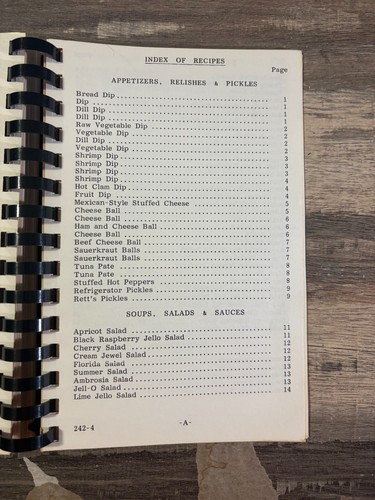 INDEX OF RECIPES
Page
APPETIZERS, RELISHES & PICKLES
Bread Dip 1
Dip 1
Dill Dip 1
Dill Dip 1
Raw Vegetable Dip 2
Vegetable Dip 2
Dill Dip 2
Vegetable Dip 2
Shrimp Dip 3
Shrimp Dip 3
Shrimp Dip 3
Shrimp Dip 4
Hot Clam Dip 4
Fruit Dip 4
Mexican-Style Stuffed Cheese 5
Cheese Ball 5
Cheese Ball 6
Ham and Cheese Ball 6
Cheese Ball 6
Beef Cheese Ball 7
Sauerkraut Balls 7
Sauerkraut Balls 7
Tuna Pate 8
Tuna Pate 8
Stuffed Hot Peppers 8
Refrigerator Pickles 9
Rett's Pickles 9
SOUPS, SALADS & SAUCES
Apricot Salad 11
Black Raspberry Jello Salad 11
Cherry Salad 12
Cream Jewel Salad 12
Florida Salad 12
Summer Salad 13
Ambrosia Salad 13
Jell-O Salad 13
Lime Jello Salad 14
242-4
-A-